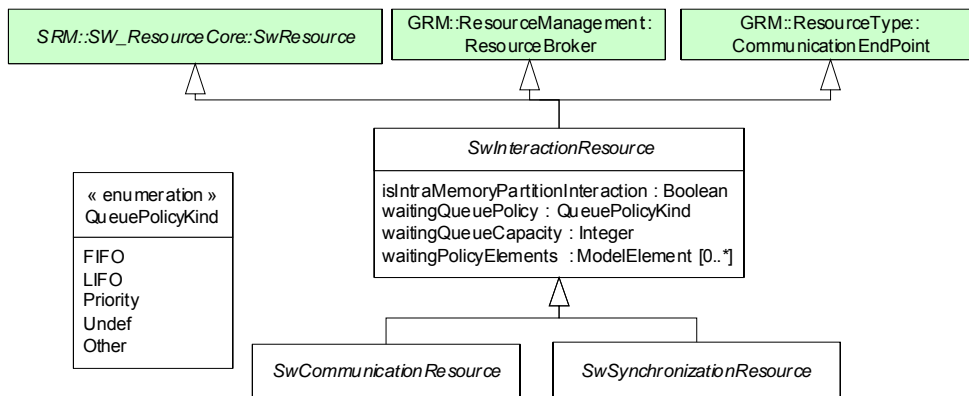 SRM::SW_ResourceCore::SwResource
GRM::ResourceManagement:
ResourceBroker
GRM::ResourceType::
CommunicationEndPoint
SwInteractionResource
isIntraMemoryPartitionInteraction : Boolean
waitingQueuePolicy : QueuePolicyKind
waitingQueueCapacity : Integer
waitingPolicyElements : ModelElement [0..*]
« enumeration »
QueuePolicyKind
FIFO
LIFO
Priority
Undef
Other
SwCommunicationResource
SwSynchronizationResource